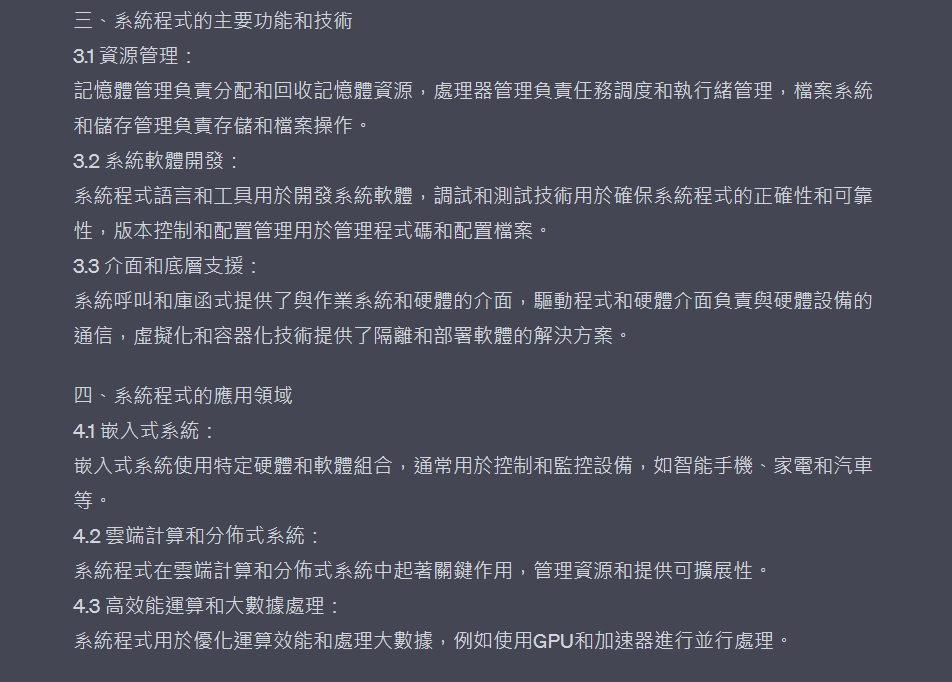 三、系統程式的主要功能和技術
3.1 資源管理：
記憶體管理負責分配和回收記憶體資源，處理器管理負責任務調度和執行緒管理，檔案系統
和儲存管理負責存儲和檔案操作。
3.2 系統軟體開發：
系統程式語言和工具用於開發系統軟體，調試和測試技術用於確保系統程式的正確性和可靠
性，版本控制和配置管理用於管理程式碼和配置檔案。
3.3 介面和底層支援：
系統呼叫和庫函式提供了與作業系統和硬體的介面，驅動程式和硬體介面負責與硬體設備的
通信，虛擬化和容器化技術提供了隔離和部署軟體的解決方案。
四、系統程式的應用領域
4.1 嵌入式系統：
嵌入式系統使用特定硬體和軟體組合，通常用於控制和監控設備，如智能手機、家電和汽車
等。
4.2 雲端計算和分佈式系統：
系統程式在雲端計算和分佈式系統中起著關鍵作用，管理資源和提供可擴展性。
4.3 高效能運算和大數據處理：
系統程式用於優化運算效能和處理大數據，例如使用GPU和加速器進行並行處理。